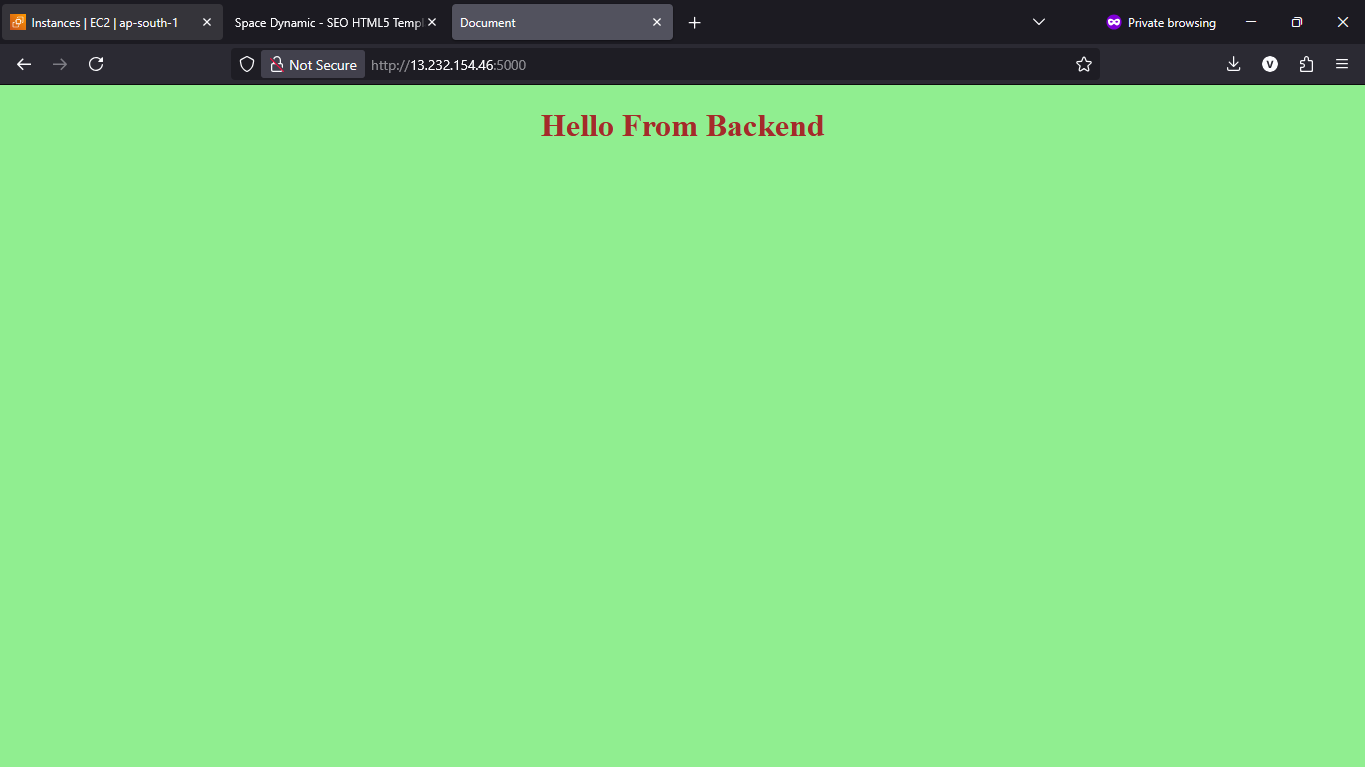 Instances | EC2 | ap-south-1
Space Dynamic - SEO HTML5 Templ
Document
Private browsing
Not Secure
http://13.232.154.46:5000
V
Hello From Backend